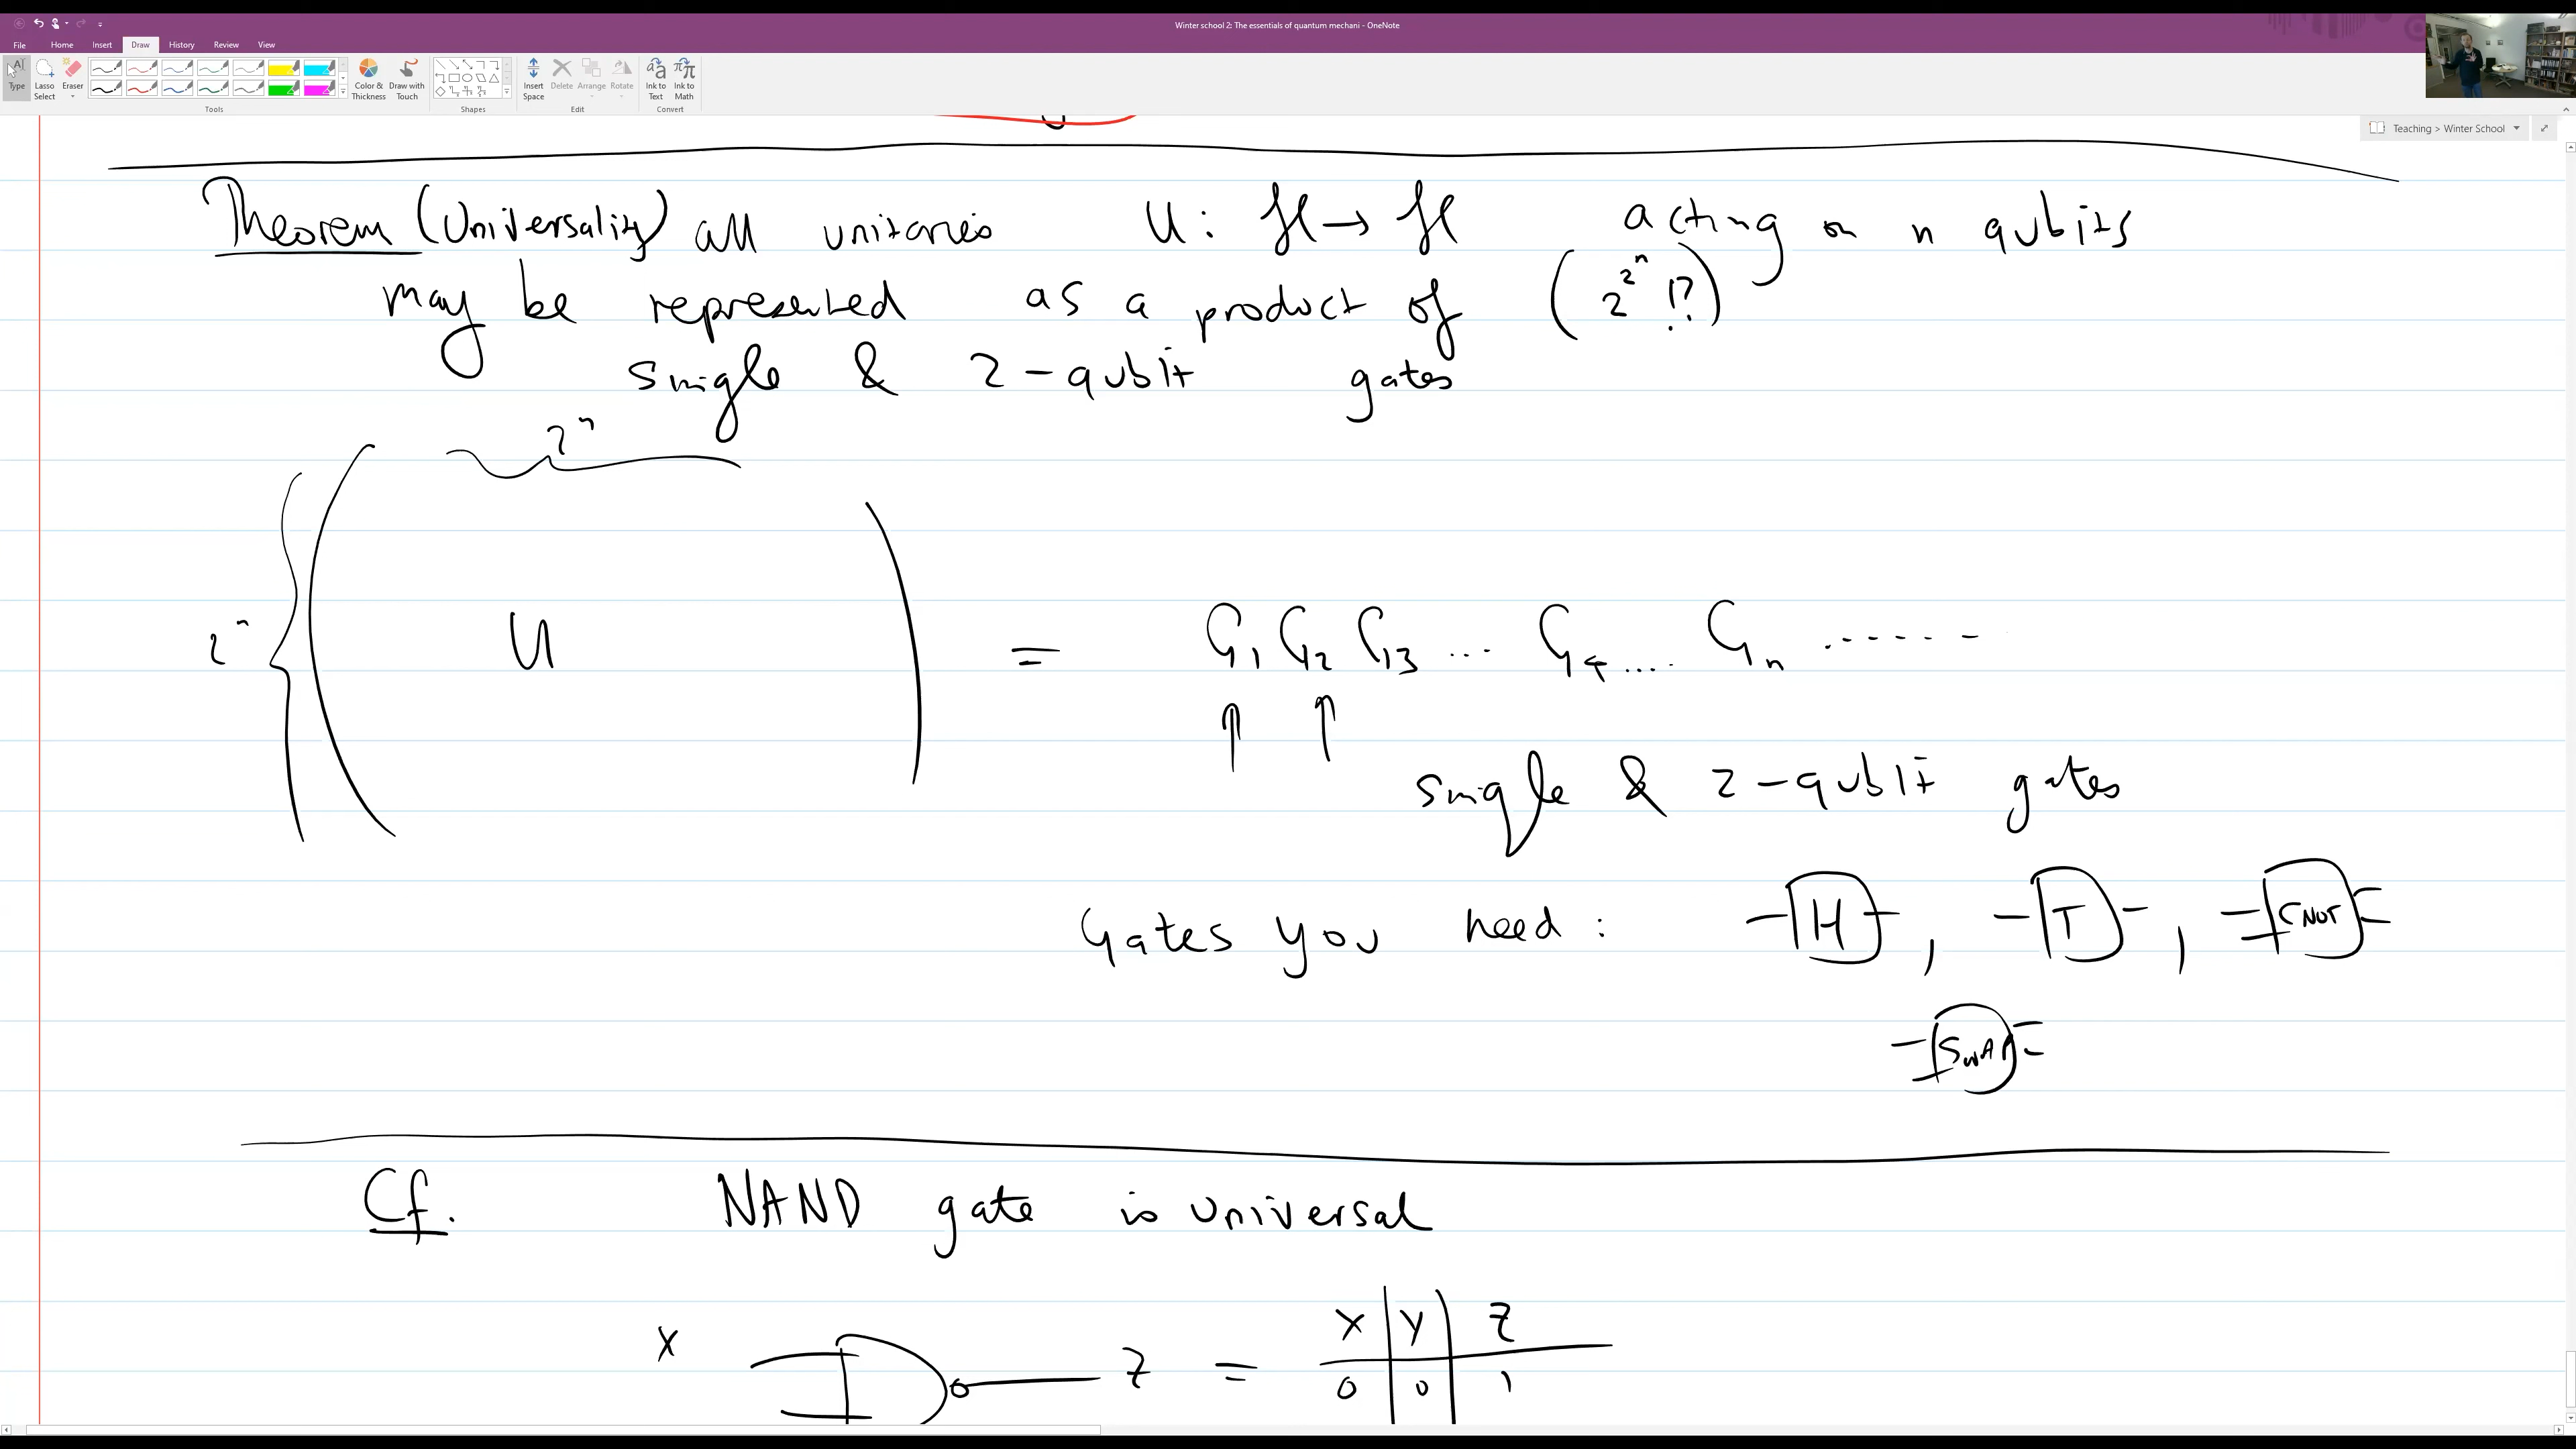 Winter school 2: The essentials of quantum mechani - OneNote
File Home Insert Draw History Review View
Type Lasso Select Eraser Color & Thickness Draw with Touch Insert Space Delete Arrange Rotate Ink to Text Ink to Math
Tools Shapes Edit Convert
Teaching > Winter School
Theorem (Universality) all unitaries U: ℋ → ℋ acting on n qubits
may be represented as a product of (2^2^n !?)
single & 2-qubit gates
2^n
2^n ( U ) = G₁ G₂ G₃ ... G₄ .... Gₙ .......
↑ ↑
single & 2-qubit gates
Gates you need: H , T , CNOT
SWAP
Cf. NAND gate is universal
X Y Z
X
Z = 0 0 1